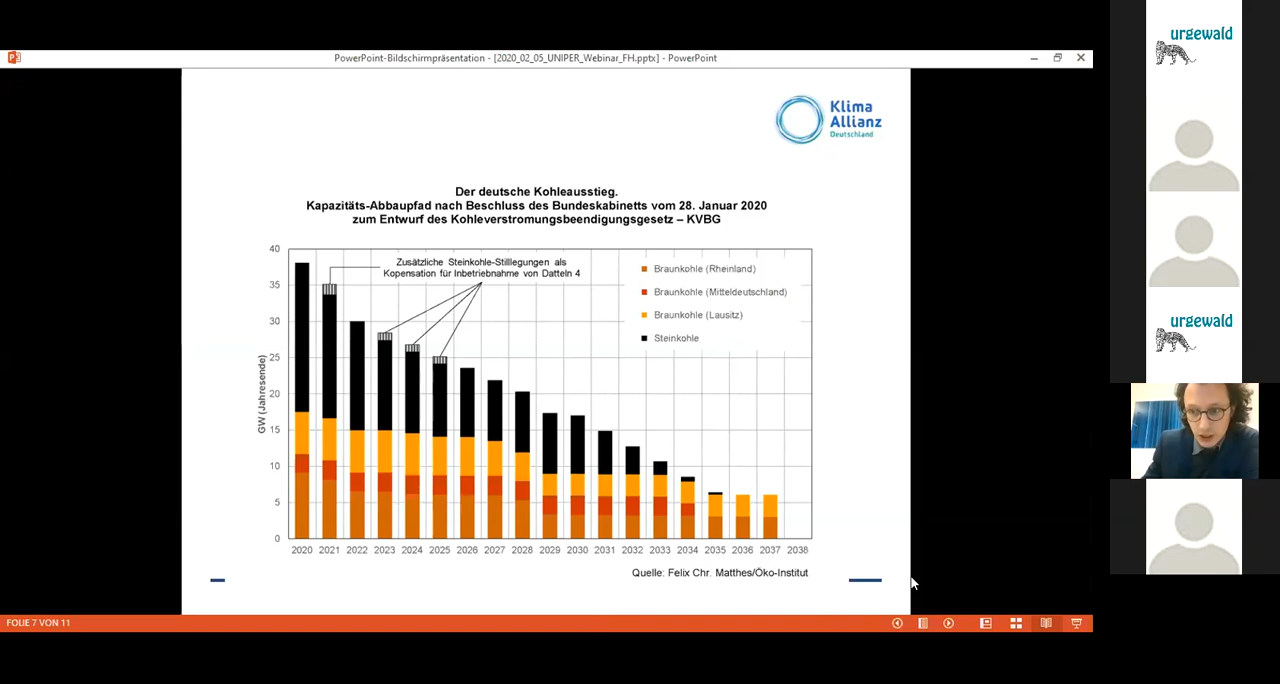 PowerPoint-Bildschirmpräsentation - [2020_02_05_UNIPER_Webinar_FH.pptx] - PowerPoint
Klima
Allianz
Deutschland
Der deutsche Kohleausstieg.
Kapazitäts-Abbaupfad nach Beschluss des Bundeskabinetts vom 28. Januar 2020
zum Entwurf des Kohleverstromungsbeendigungsgesetz – KVBG
Zusätzliche Steinkohle-Stilllegungen als
Kopensation für Inbetriebnahme von Datteln 4
Braunkohle (Rheinland)
Braunkohle (Mitteldeutschland)
Braunkohle (Lausitz)
Steinkohle
GW (Jahresende)
40
35
30
25
20
15
10
5
0
2020 2021 2022 2023 2024 2025 2026 2027 2028 2029 2030 2031 2032 2033 2034 2035 2036 2037 2038
Quelle: Felix Chr. Matthes/Öko-Institut
FOLIE 7 VON 11
urgewald
urgewald